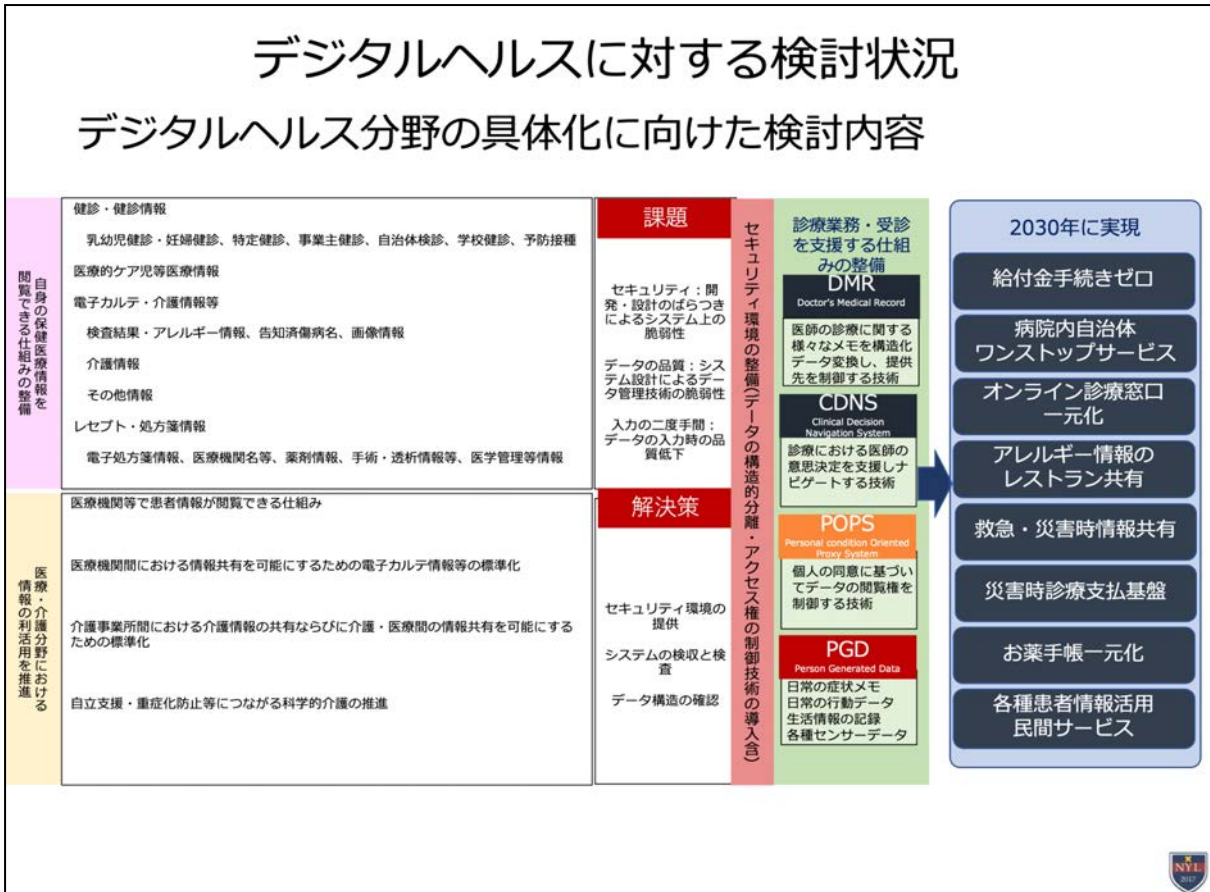 デジタルヘルスに対する検討状況
デジタルヘルス分野の具体化に向けた検討内容
自身の保健医療情報を
閲覧できる仕組みの整備
健診・健診情報
乳幼児健診・妊婦健診、特定健診、事業主健診、自治体検診、学校健診、予防接種
医療的ケア児等医療情報
電子カルテ・介護情報等
検査結果・アレルギー情報、告知済傷病名、画像情報
介護情報
その他情報
レセプト・処方箋情報
電子処方箋情報、医療機関名等、薬剤情報、手術・透析情報等、医学管理等情報
医療・介護分野における
情報の利活用を推進
医療機関等で患者情報が閲覧できる仕組み
医療機関間における情報共有を可能にするための電子カルテ情報等の標準化
介護事業所間における介護情報の共有ならびに介護・医療間の情報共有を可能にする
ための標準化
自立支援・重症化防止等につながる科学的介護の推進
課題
セキュリティ：開
発・設計のばらつき
によるシステム上の
脆弱性
データの品質：シス
テム設計によるデー
タ管理技術の脆弱性
入力の二度手間：
データの入力時の品
質低下
解決策
セキュリティ環境の
提供
システムの検収と検
査
データ構造の確認
セキュリティ環境の整備(データの構造的分離・アクセス権の制御技術の導入含)
診療業務・受診
を支援する仕組
みの整備
DMR
Doctor's Medical Record
医師の診療に関する
様々なメモを構造化
データ変換し、提供
先を制御する技術
CDNS
Clinical Decision
Navigation System
診療における医師の
意思決定を支援しナ
ビゲートする技術
POPS
Personal condition Oriented
Proxy System
個人の同意に基づい
てデータの閲覧権を
制御する技術
PGD
Person Generated Data
日常の症状メモ
日常の行動データ
生活情報の記録
各種センサーデータ
2030年に実現
給付金手続きゼロ
病院内自治体
ワンストップサービス
オンライン診療窓口
一元化
アレルギー情報の
レストラン共有
救急・災害時情報共有
災害時診療支払基盤
お薬手帳一元化
各種患者情報活用
民間サービス
NYL
2017